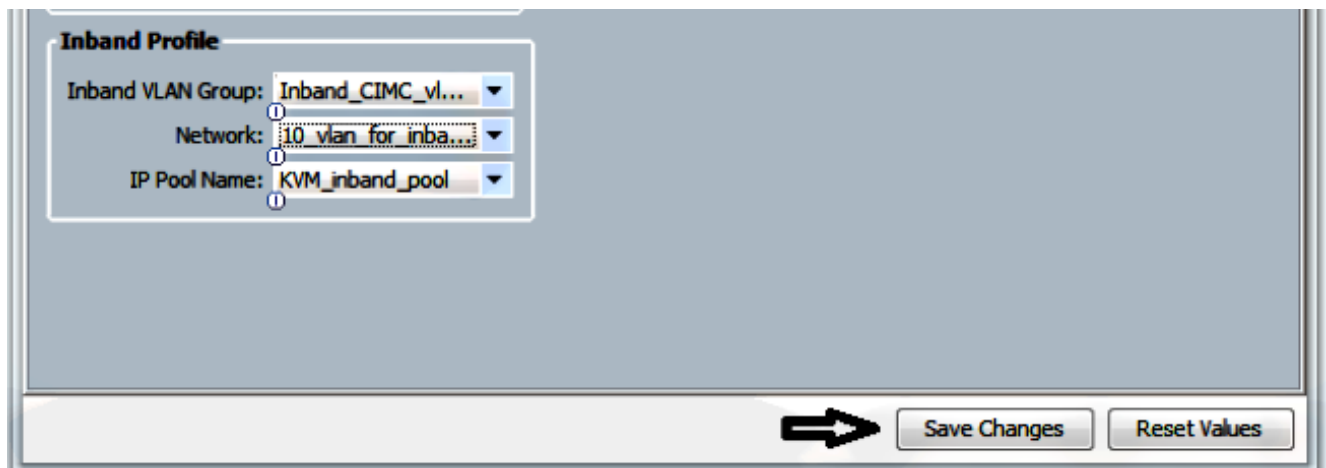 Inband Profile
Inband VLAN Group: Inband_CIMC_vl...
Network: 10_vlan_for_inba...
IP Pool Name: KVM_inband_pool
Save Changes Reset Values